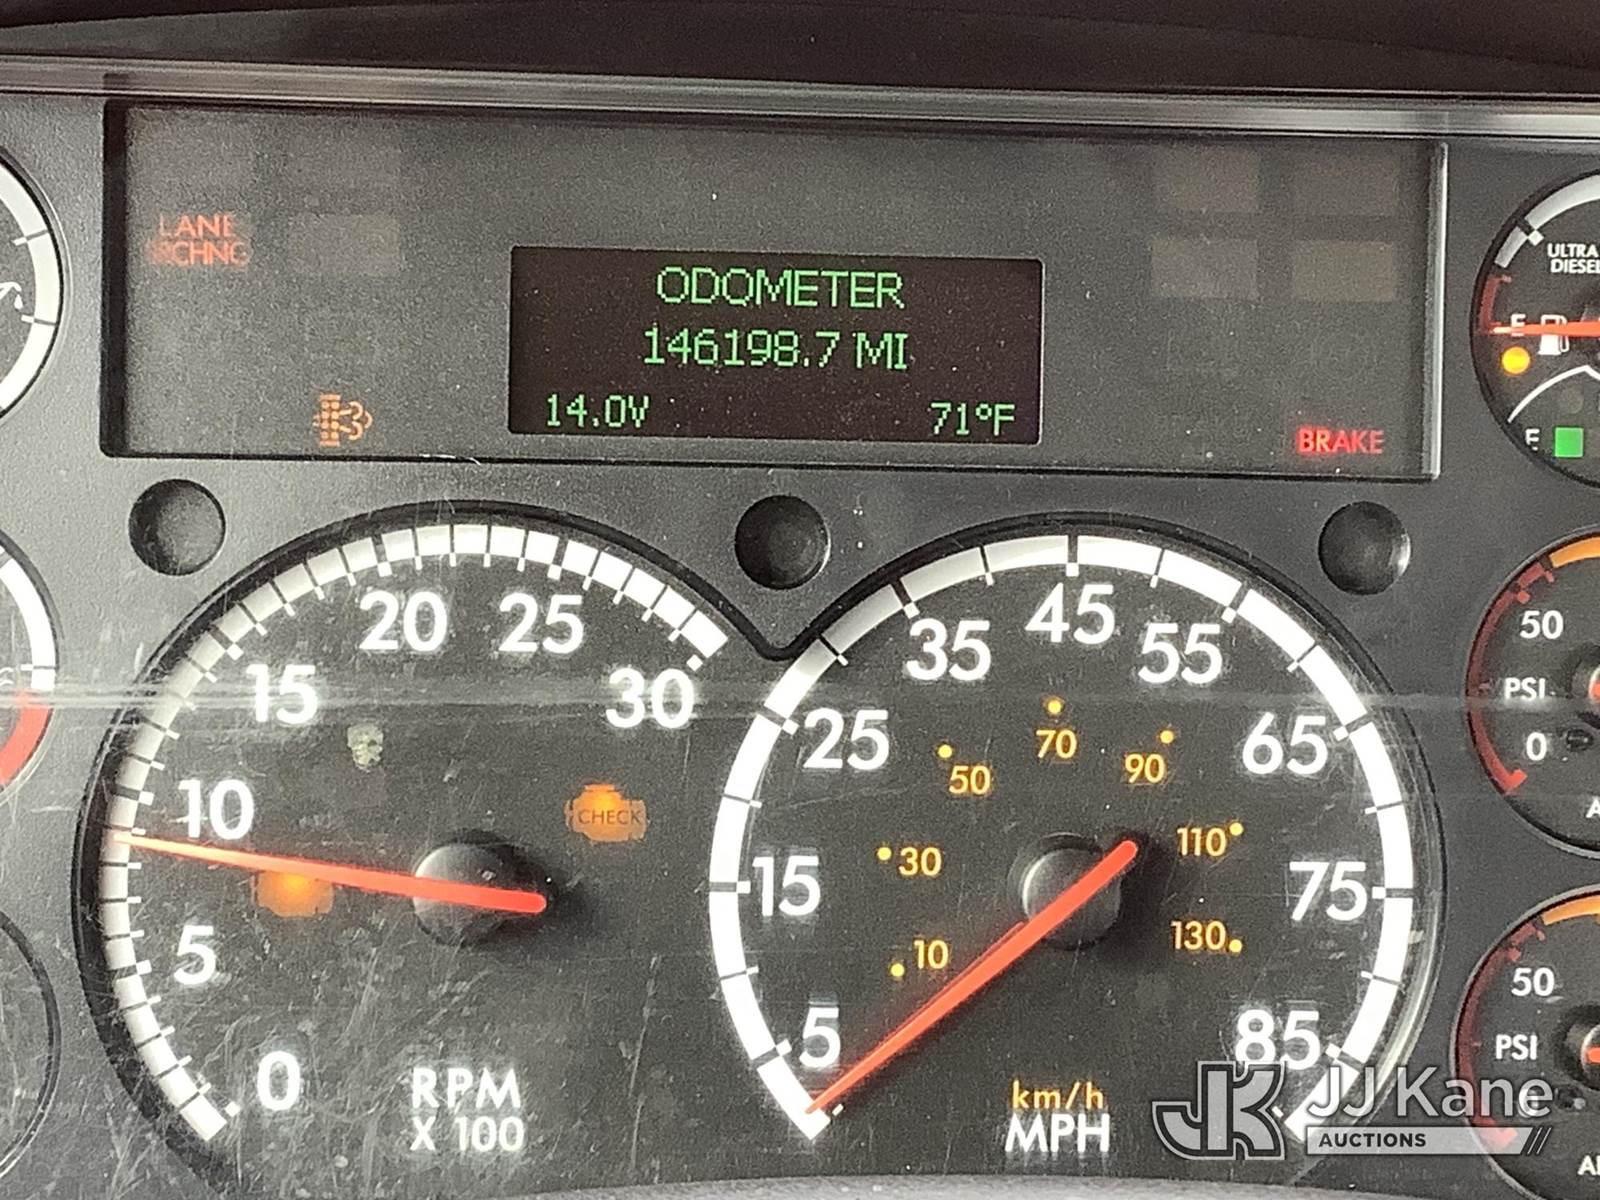 LANE
CHNG
ODOMETER
146198.7 MI
14.0V
71°F
BRAKE
ULTRA
DIESEL
E
E
0
5
10
15
20
25
30
CHECK
RPM
X 100
5
15
25
35
45
55
65
75
85
10
30
50
70
90
110
130
km/h
MPH
50
PSI
0
50
PSI
JK
JJ Kane
AUCTIONS